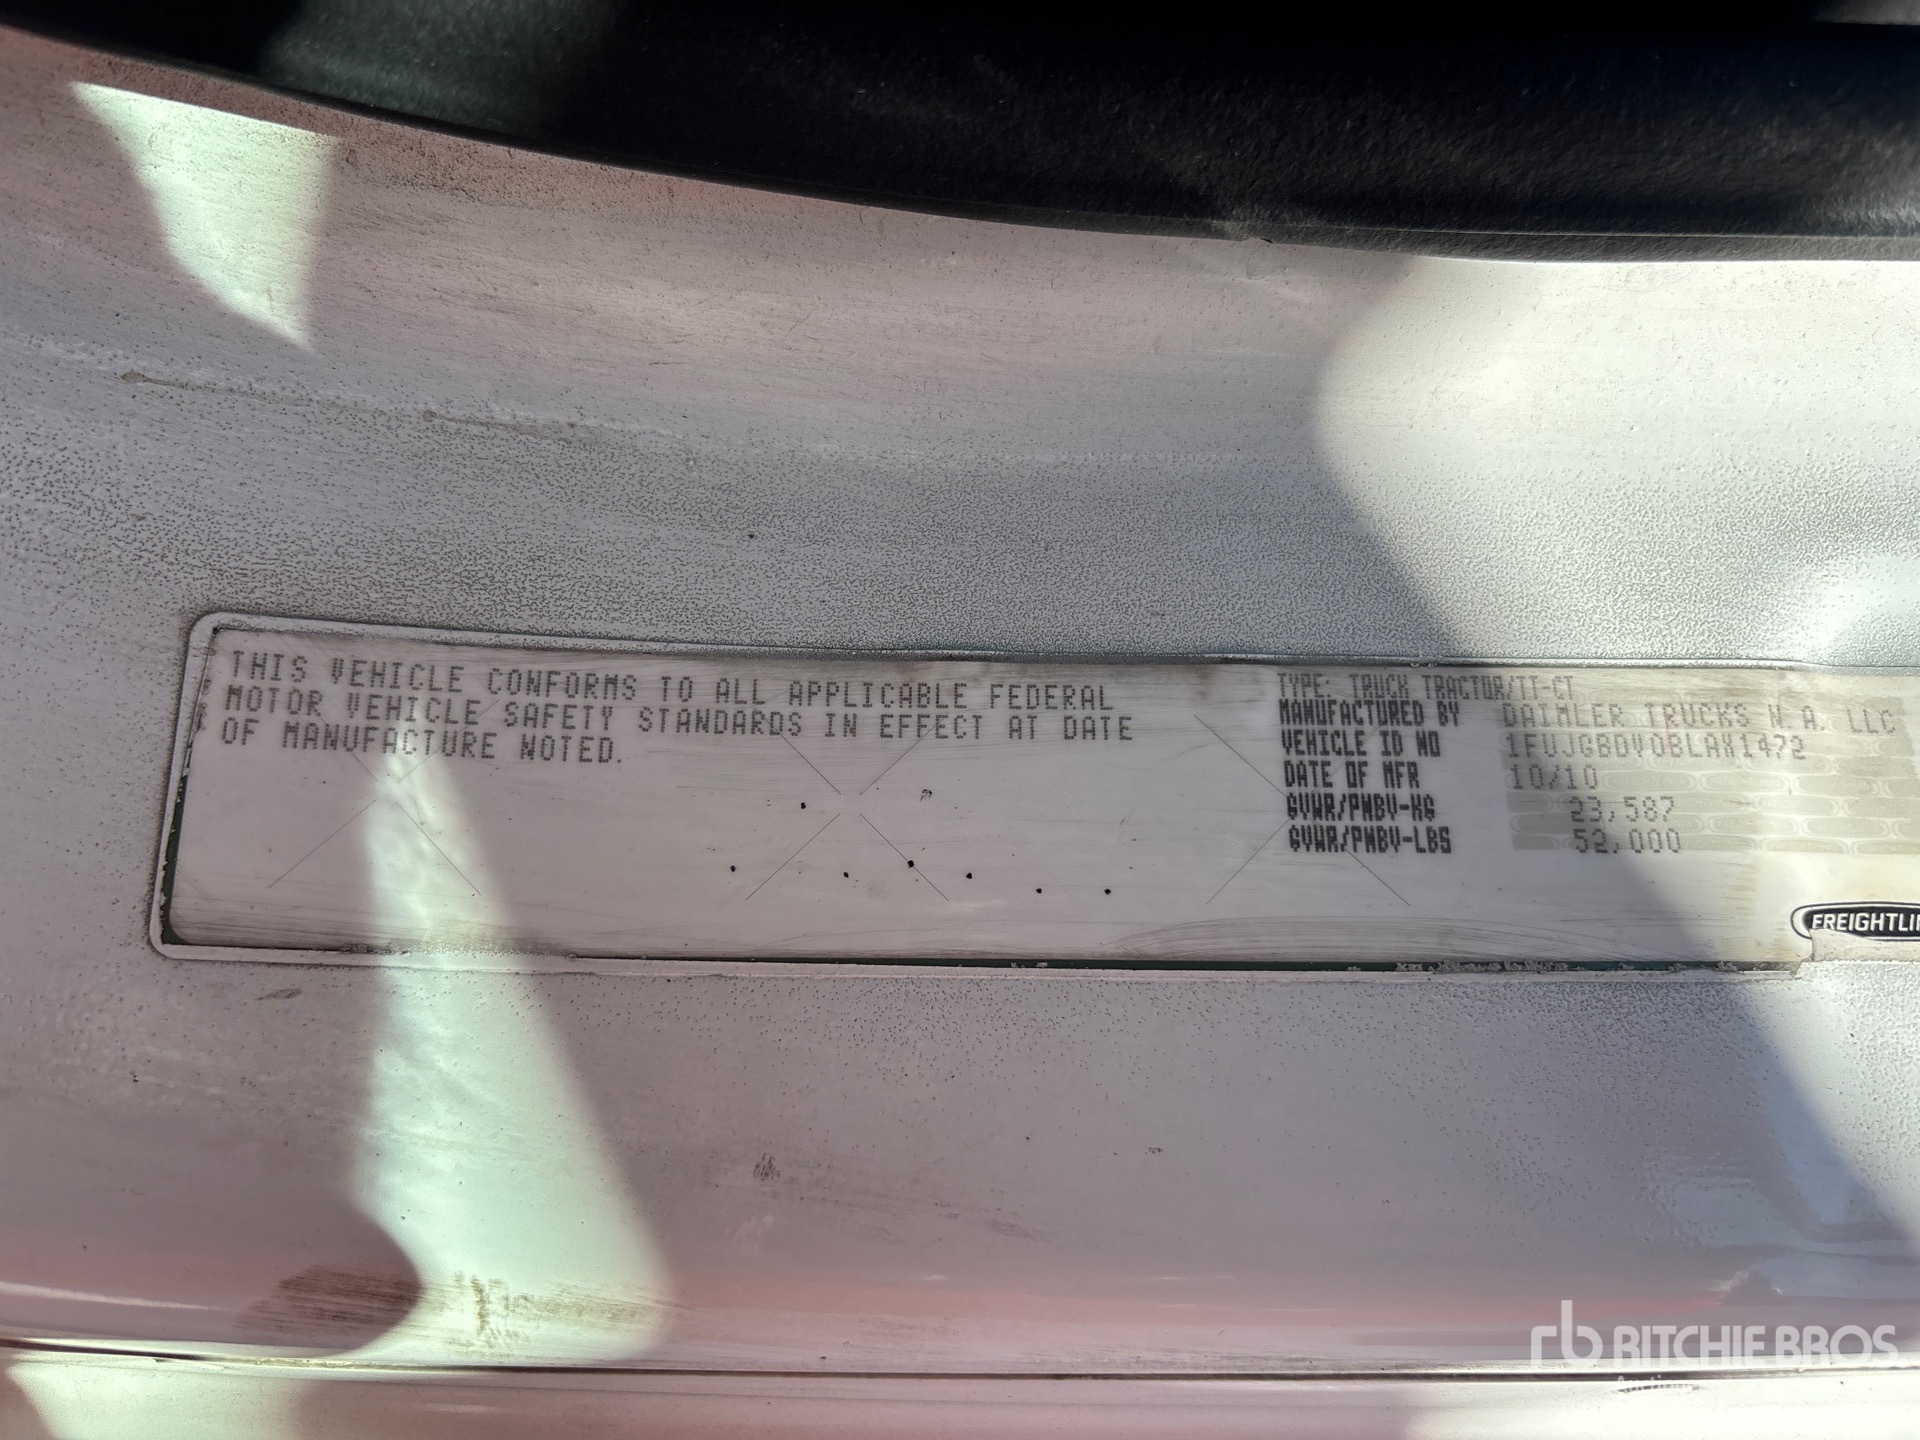 THIS VEHICLE CONFORMS TO ALL APPLICABLE FEDERAL
MOTOR VEHICLE SAFETY STANDARDS IN EFFECT AT DATE
OF MANUFACTURE NOTED.
TYPE: TRUCK TRACTOR/TT-CT
MANUFACTURED BY DAIMLER TRUCKS N.A. LLC
VEHICLE ID NO 1FUJGBDV0BLAX1472
DATE OF MFR 10/10
GVWR/PNBV-KG 23,587
GVWR/PNBV-LBS 52,000
FREIGHTLIN
rb RITCHIE BROS